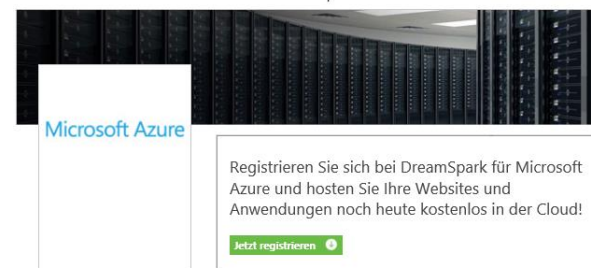 Microsoft Azure
Registrieren Sie sich bei DreamSpark für Microsoft
Azure und hosten Sie Ihre Websites und
Anwendungen noch heute kostenlos in der Cloud!
Jetzt registrieren